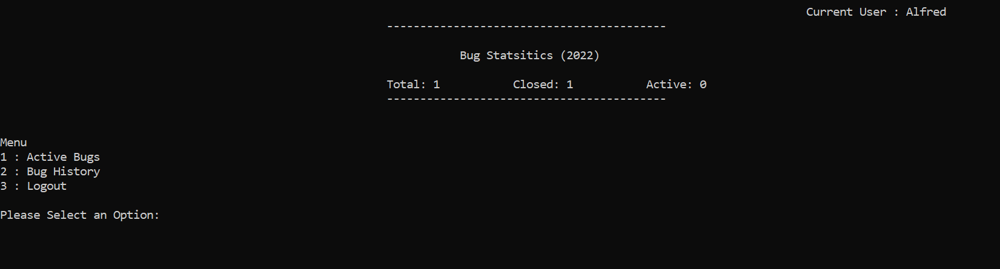 Current User : Alfred
------------------------------------------
Bug Statsitics (2022)
Total: 1 Closed: 1 Active: 0
------------------------------------------
Menu
1 : Active Bugs
2 : Bug History
3 : Logout
Please Select an Option: